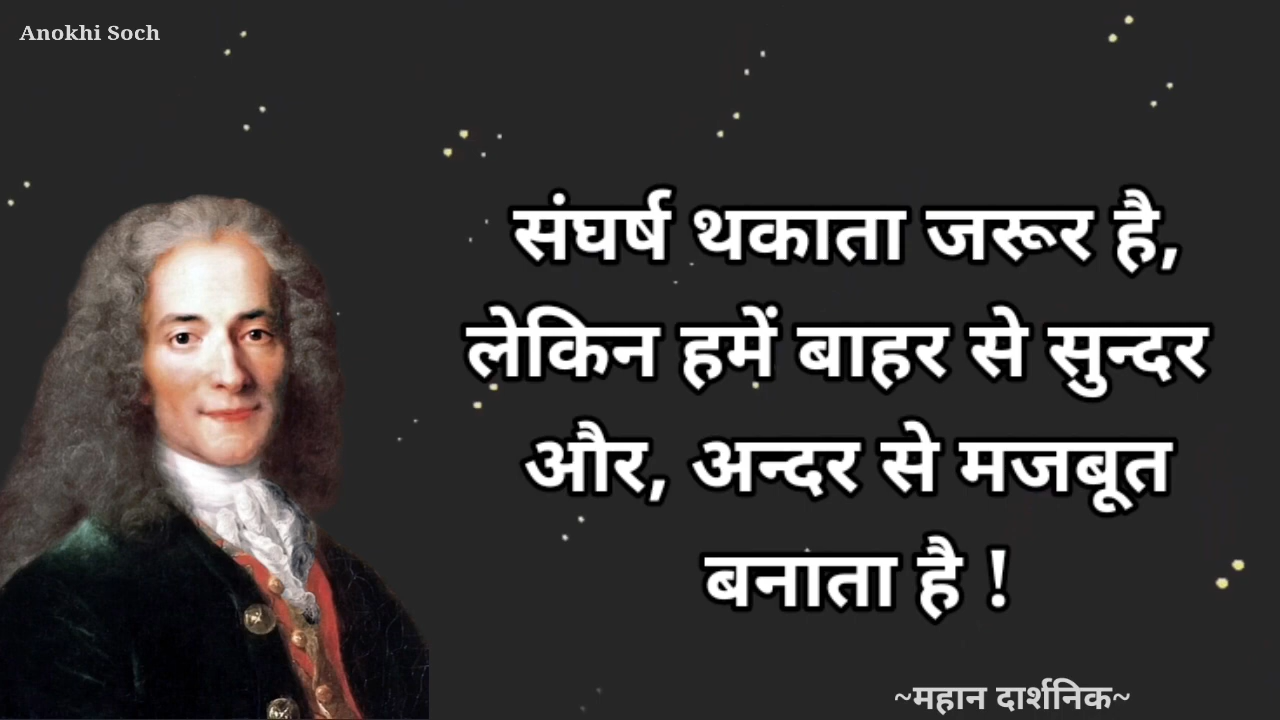 Anokhi Soch
संघर्ष थकाता जरूर है,
लेकिन हमें बाहर से सुन्दर
और, अन्दर से मजबूत
बनाता है !
~महान दार्शनिक~